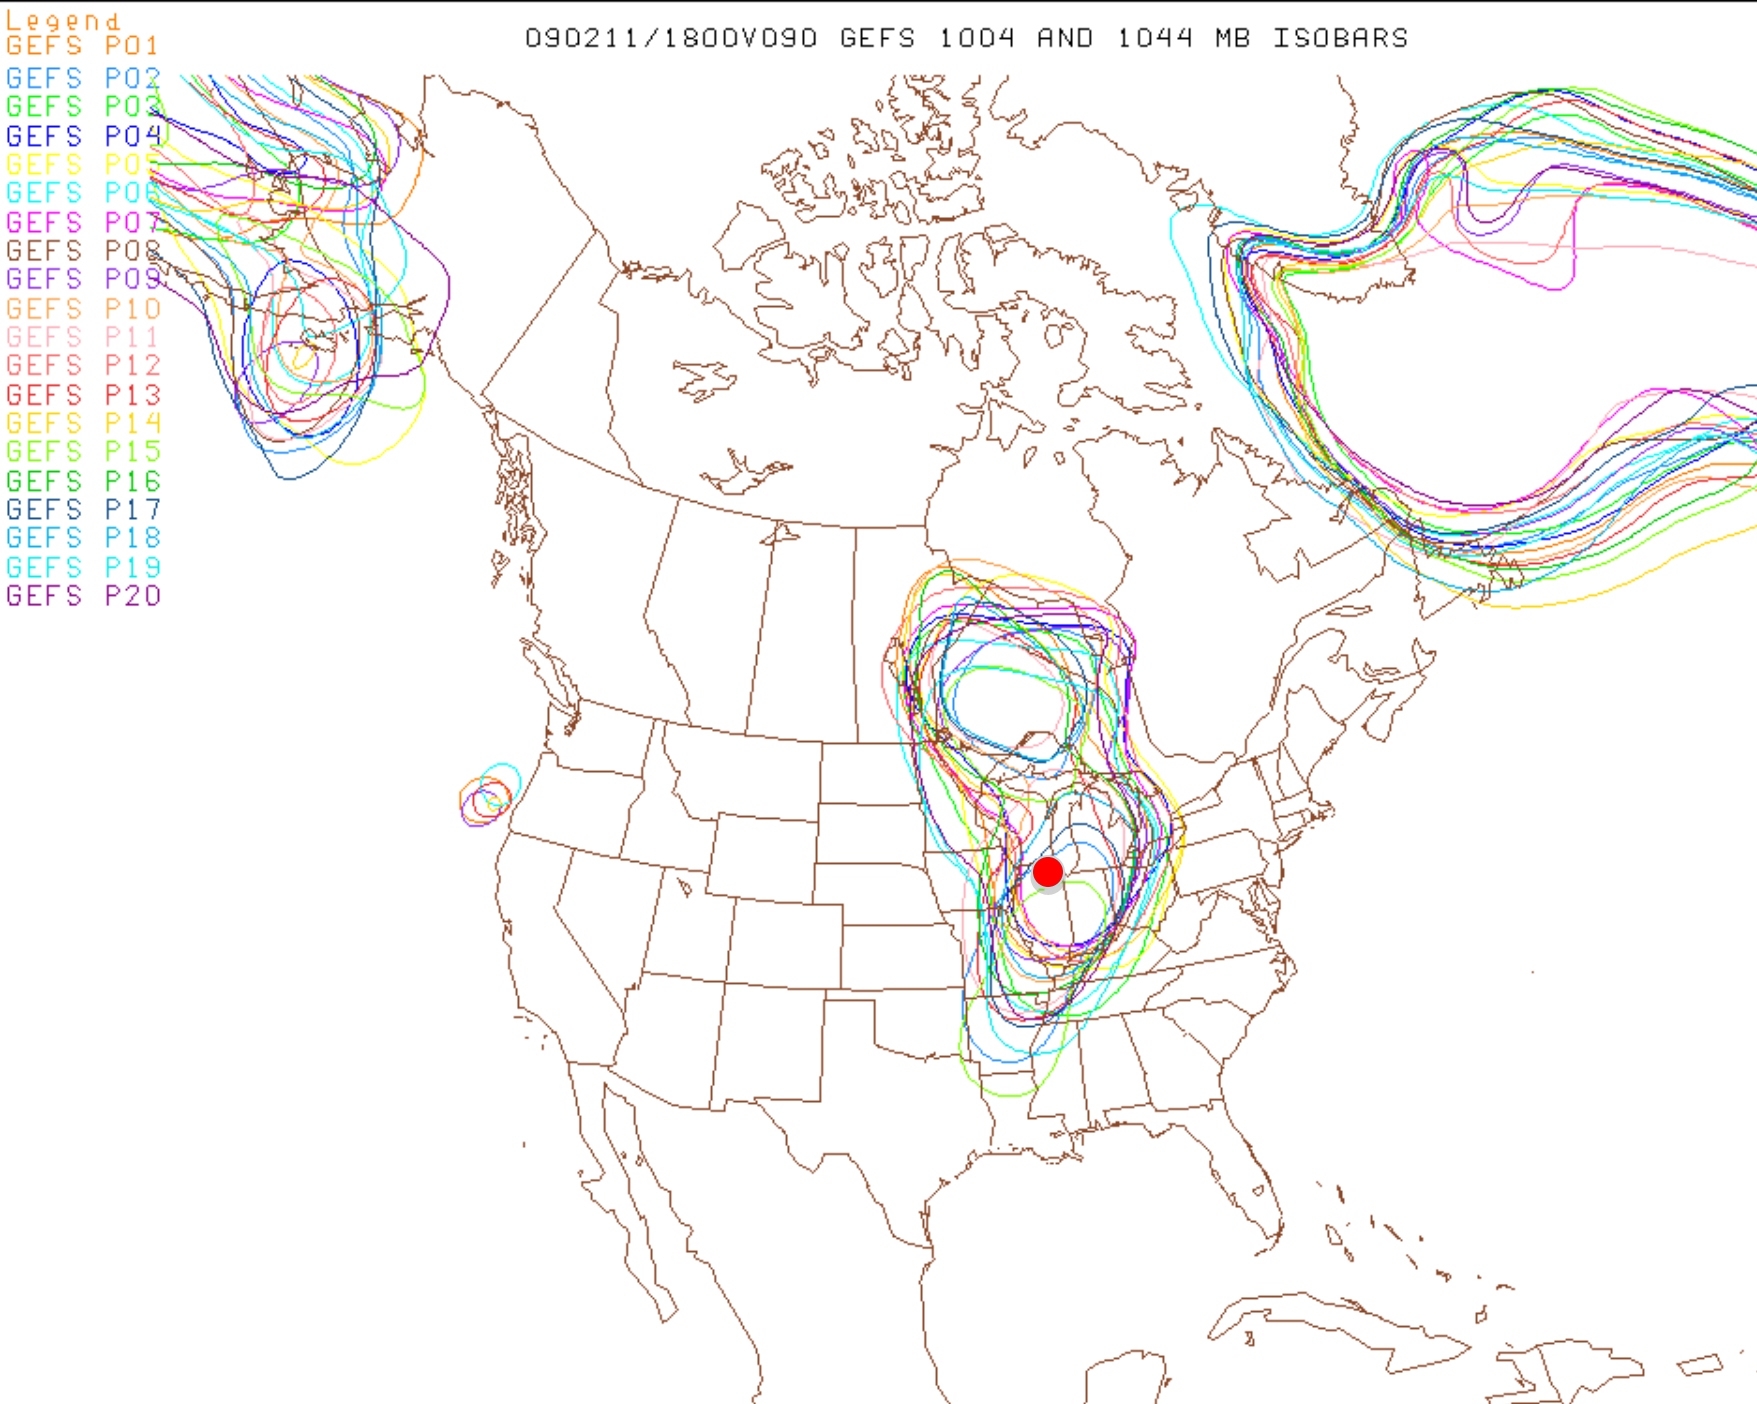 Legend
090211/1800V090 GEFS 1004 AND 1044 MB ISOBARS
GEFS P01
GEFS P02
GEFS P03
GEFS P04
GEFS P05
GEFS P06
GEFS P07
GEFS P08
GEFS P09
GEFS P10
GEFS P11
GEFS P12
GEFS P13
GEFS P14
GEFS P15
GEFS P16
GEFS P17
GEFS P18
GEFS P19
GEFS P20